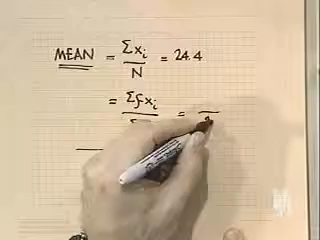 MEAN = Σxi / N = 24.4
= Σfxi / Σ =